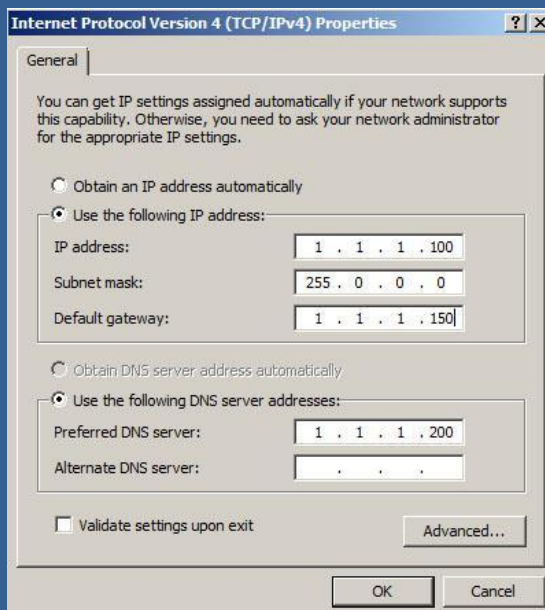 Internet Protocol Version 4 (TCP/IPv4) Properties ? X
General
You can get IP settings assigned automatically if your network supports
this capability. Otherwise, you need to ask your network administrator
for the appropriate IP settings.
Obtain an IP address automatically
Use the following IP address:
IP address: 1 . 1 . 1 . 100
Subnet mask: 255 . 0 . 0 . 0
Default gateway: 1 . 1 . 1 . 150
Obtain DNS server address automatically
Use the following DNS server addresses:
Preferred DNS server: 1 . 1 . 1 . 200
Alternate DNS server: . . .
Validate settings upon exit
Advanced...
OK Cancel